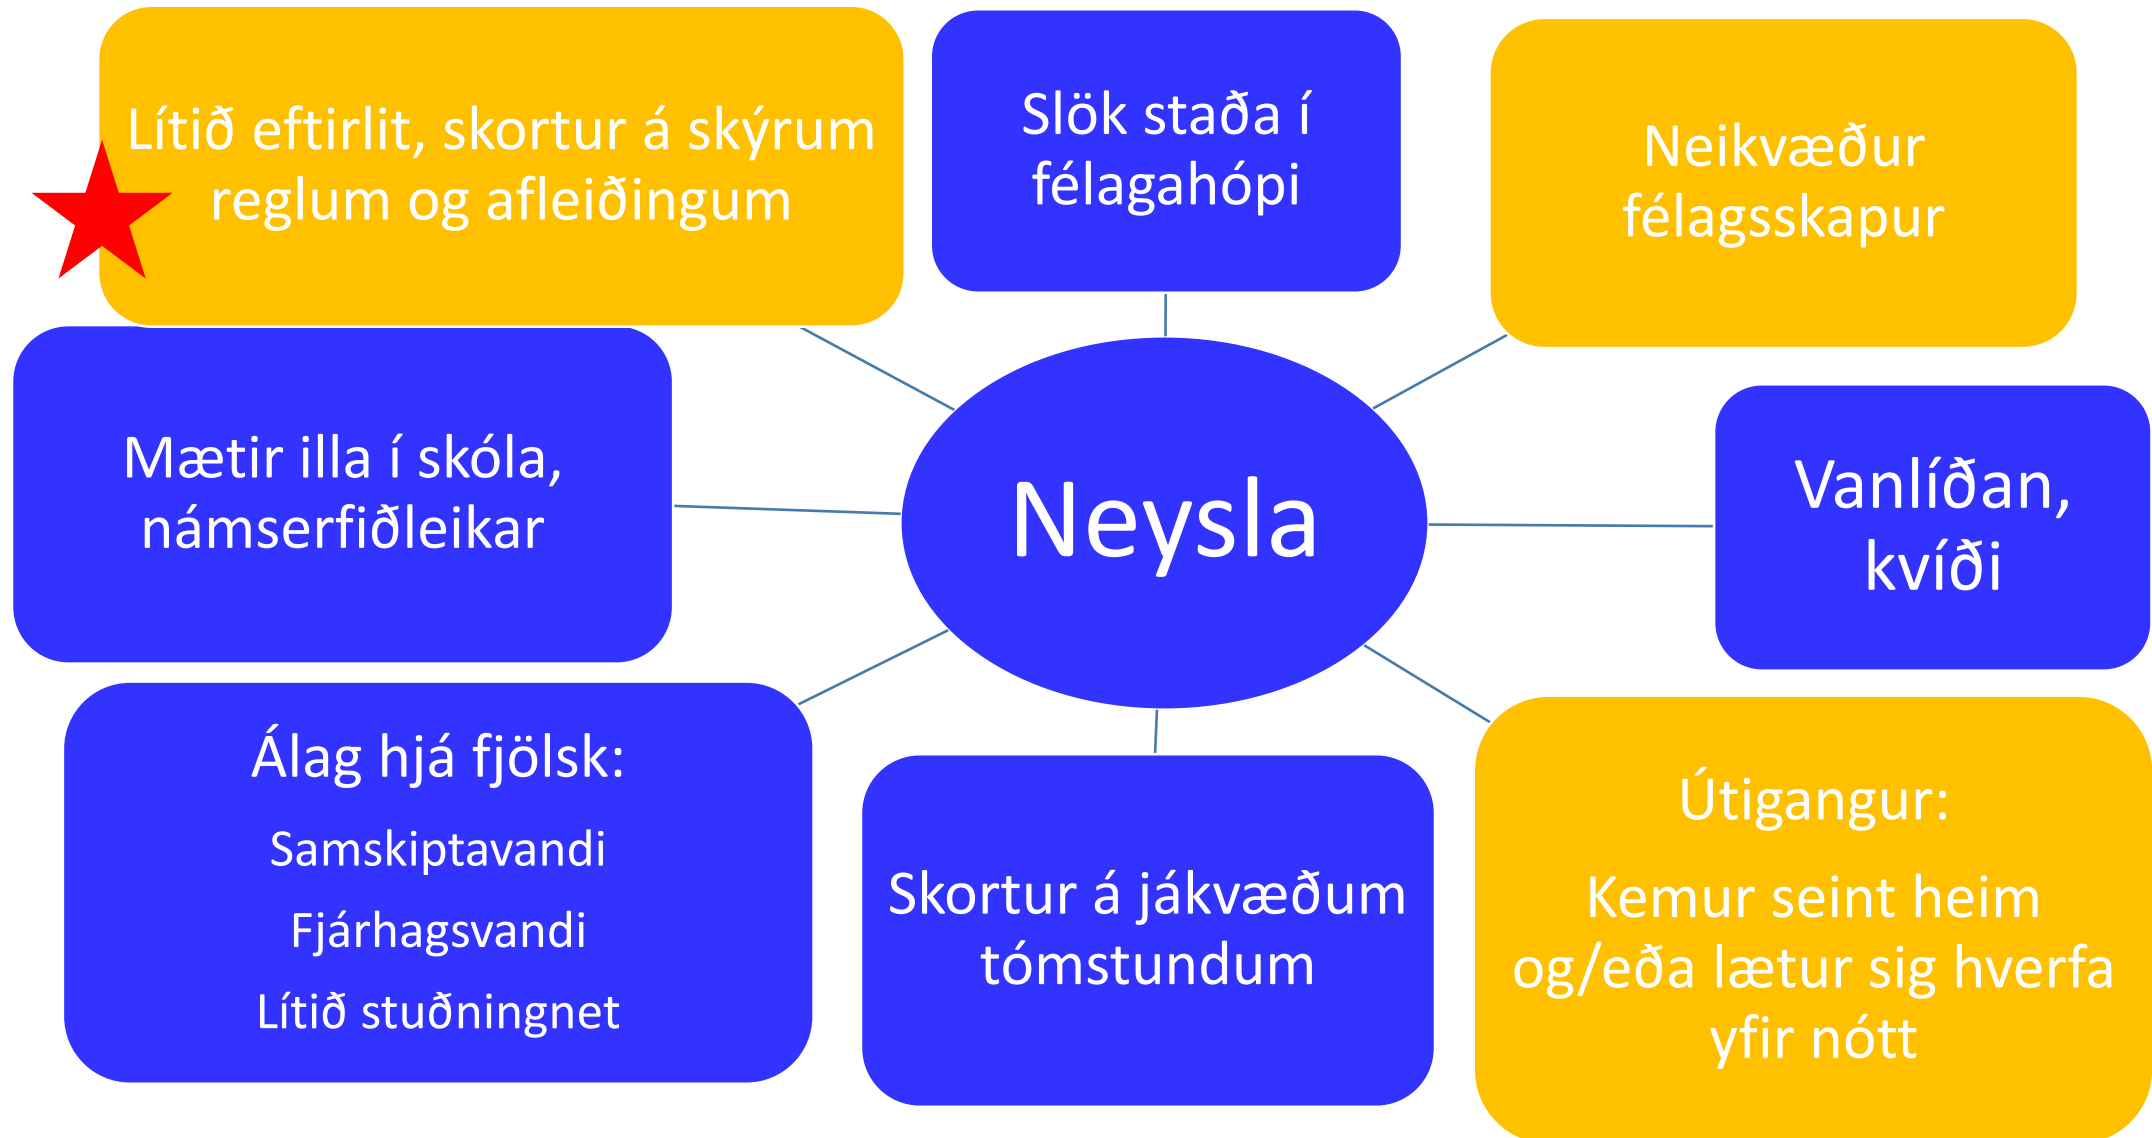 Lítið eftirlit, skortur á skýrum
reglum og afleiðingum
Slök staða í
félagahópi
Neikvæður
félagsskapur
Mætir illa í skóla,
námserfiðleikar
Neysla
Vanlíðan,
kvíði
Álag hjá fjölsk:
Samskiptavandi
Fjárhagsvandi
Lítið stuðningnet
Skortur á jákvæðum
tómstundum
Útigangur:
Kemur seint heim
og/eða lætur sig hverfa
yfir nótt